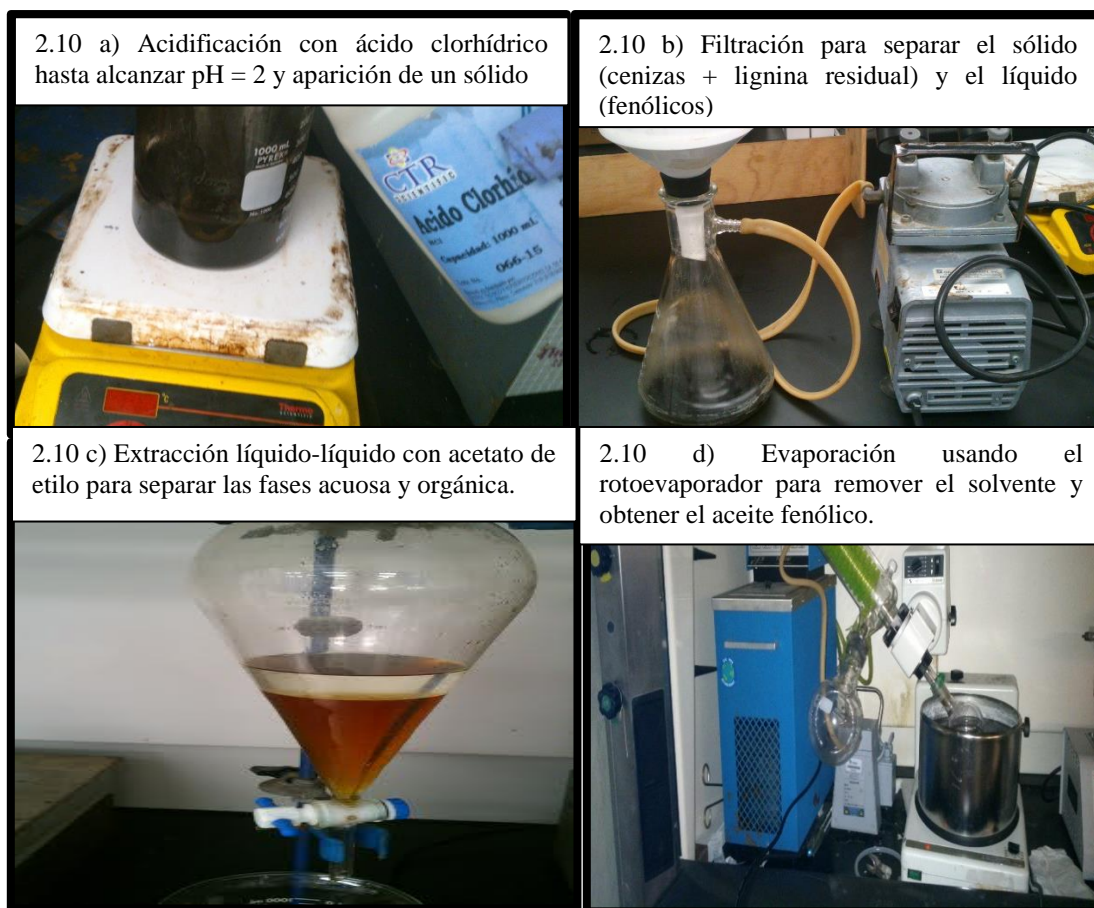 2.10 a) Acidificación con ácido clorhídrico
hasta alcanzar pH = 2 y aparición de un sólido
1000 mL
PYREX
CTR
SCIENTIFIC
Acido Clorhíd
Capacidad: 1000 mL
066-15
°C
Thermo
SCIENTIFIC
2.10 b) Filtración para separar el sólido
(cenizas + lignina residual) y el líquido
(fenólicos)
2.10 c) Extracción líquido-líquido con acetato de
etilo para separar las fases acuosa y orgánica.
2.10 d) Evaporación usando el
rotoevaporador para remover el solvente y
obtener el aceite fenólico.